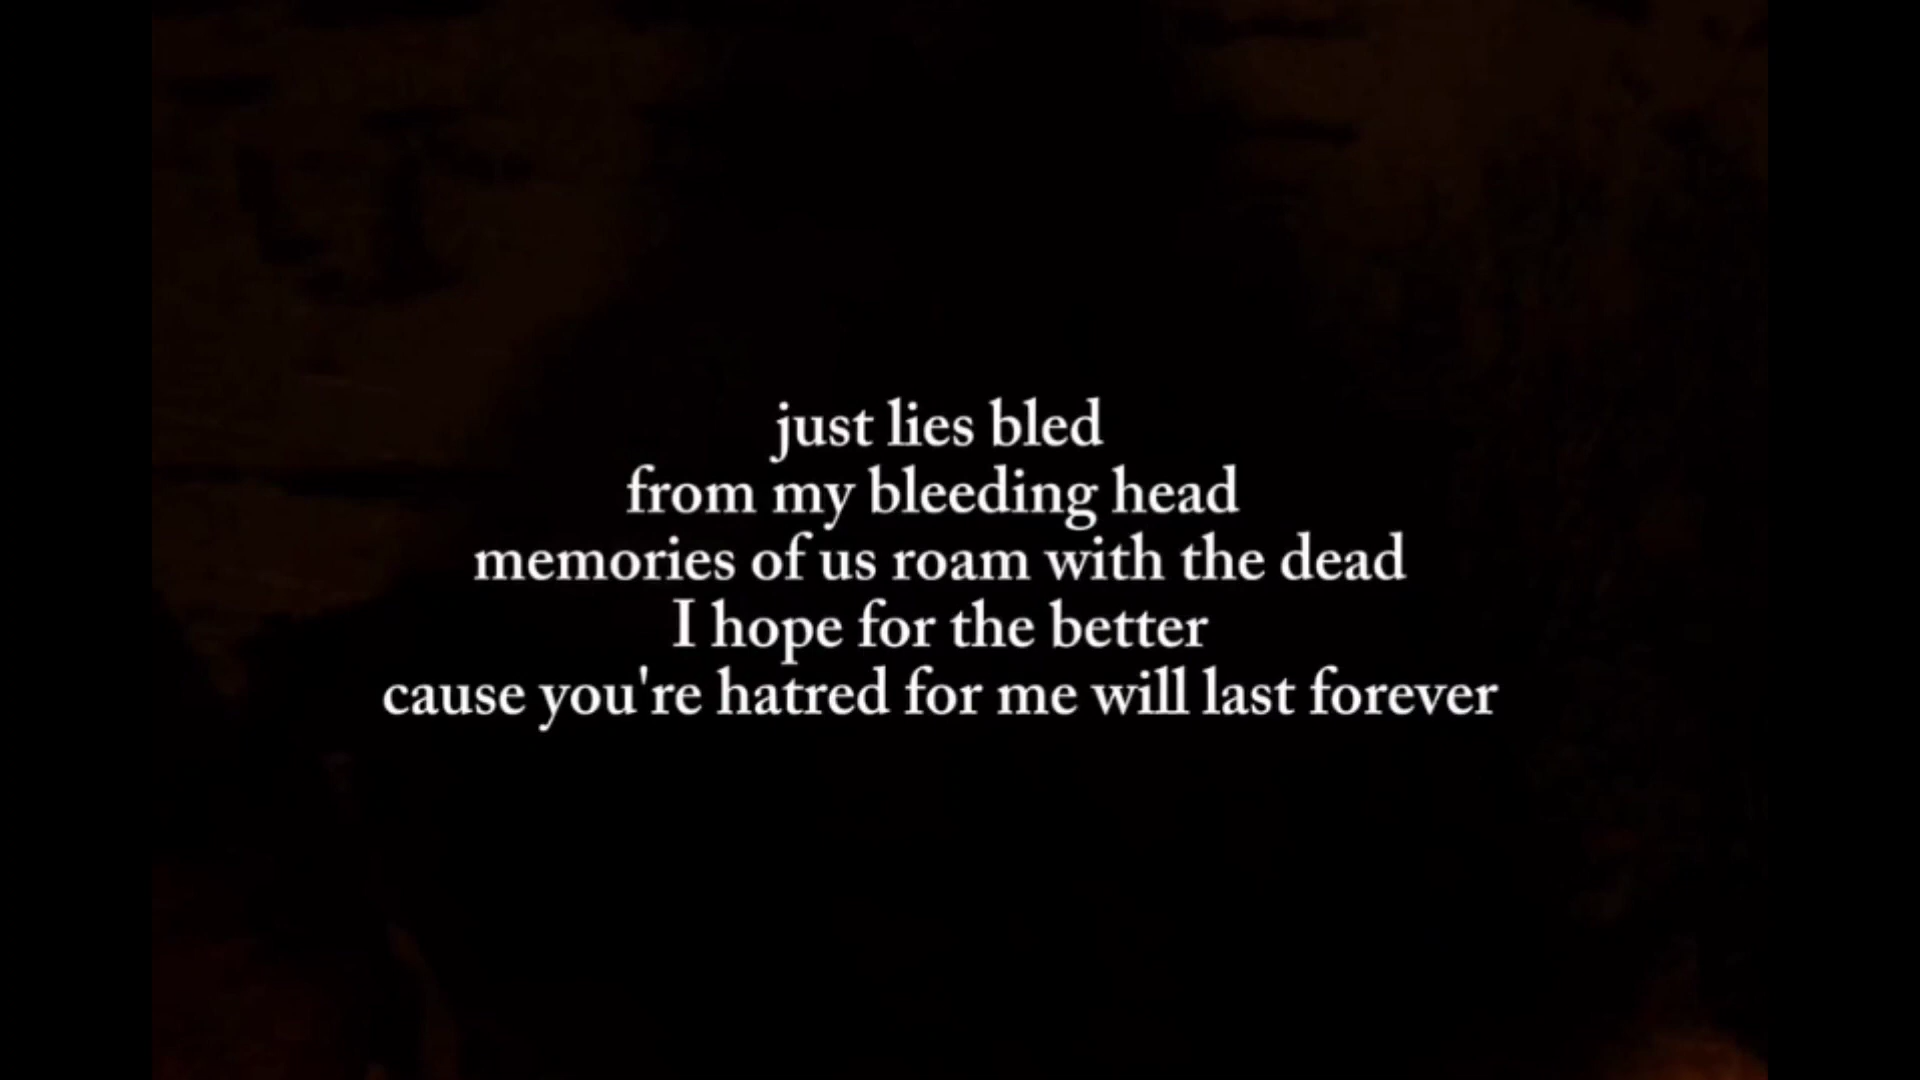 just lies bled
from my bleeding head
memories of us roam with the dead
I hope for the better
cause you're hatred for me will last forever